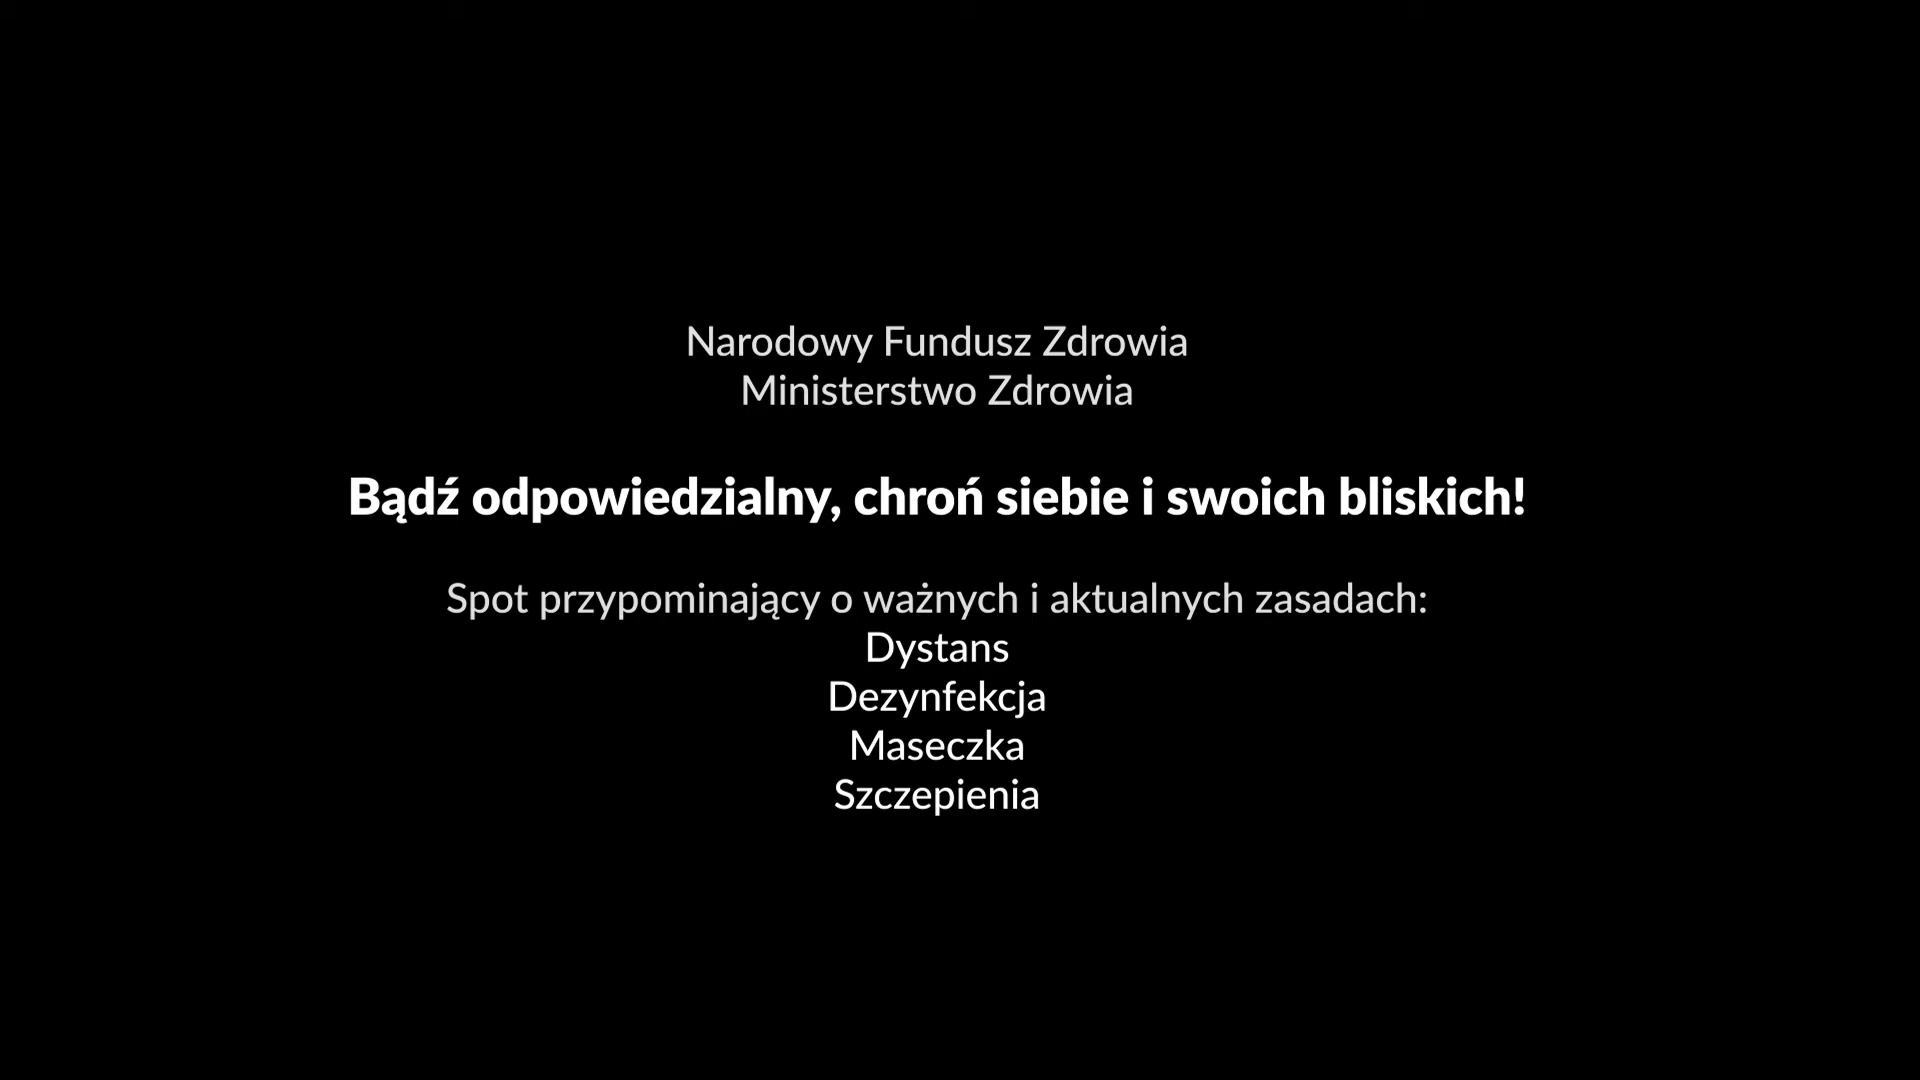 Narodowy Fundusz Zdrowia
Ministerstwo Zdrowia
Bądź odpowiedzialny, chroń siebie i swoich bliskich!
Spot przypominający o ważnych i aktualnych zasadach:
Dystans
Dezynfekcja
Maseczka
Szczepienia